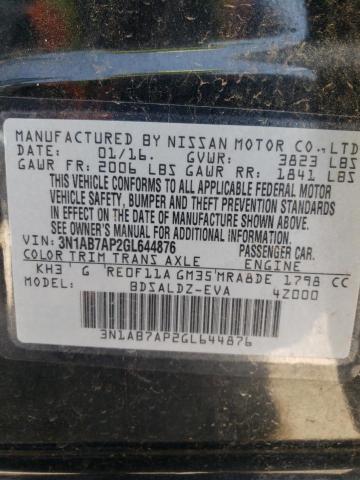 MANUFACTURED BY NISSAN MOTOR CO.,LTD
DATE: 01/16. GVWR: 3823 LBS
GAWR FR: 2006 LBS GAWR RR: 1841 LBS
THIS VEHICLE CONFORMS TO ALL APPLICABLE FEDERAL MOTOR
VEHICLE SAFETY, BUMPER AND THEFT PREVENTION STANDARDS
IN EFFECT ON THE DATE OF MANUFACTURE SHOWN ABOVE.
SEE OWNER'S MANUAL FOR FURTHER INFORMATION.
VIN: 3N1AB7AP2GL644876 PASSENGER CAR
COLOR TRIM TRANS AXLE ENGINE
KH3 G RE0F11A GM35 MRA8DE 1798 CC
MODEL: BDSALDZ-EVA 4Z000
3N1AB7AP2GL644876